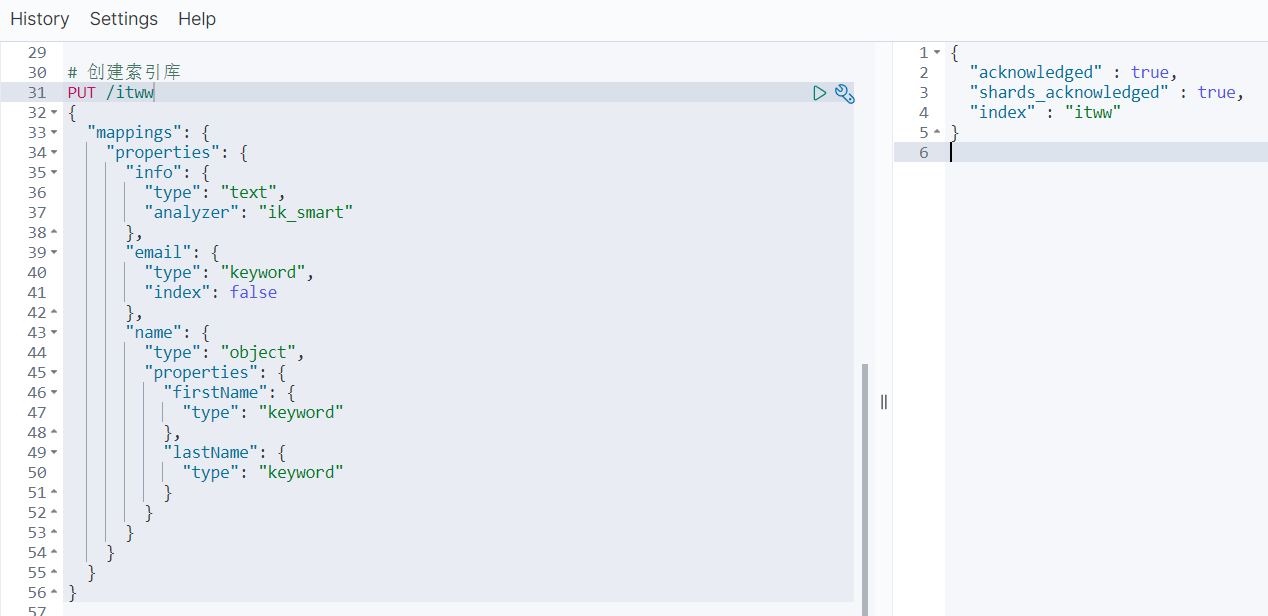 History Settings Help
29
30 # 创建索引库
31 PUT /itww
32 {
33 "mappings": {
34 "properties": {
35 "info": {
36 "type": "text",
37 "analyzer": "ik_smart"
38 },
39 "email": {
40 "type": "keyword",
41 "index": false
42 },
43 "name": {
44 "type": "object",
45 "properties": {
46 "firstName": {
47 "type": "keyword"
48 },
49 "lastName": {
50 "type": "keyword"
51 }
52 }
53 }
54 }
55 }
56 }
57
1 {
2 "acknowledged" : true,
3 "shards_acknowledged" : true,
4 "index" : "itww"
5 }
6